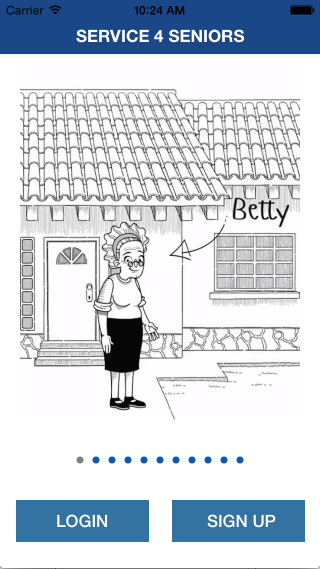 Carrier 10:24 AM
SERVICE 4 SENIORS
Betty
LOGIN SIGN UP